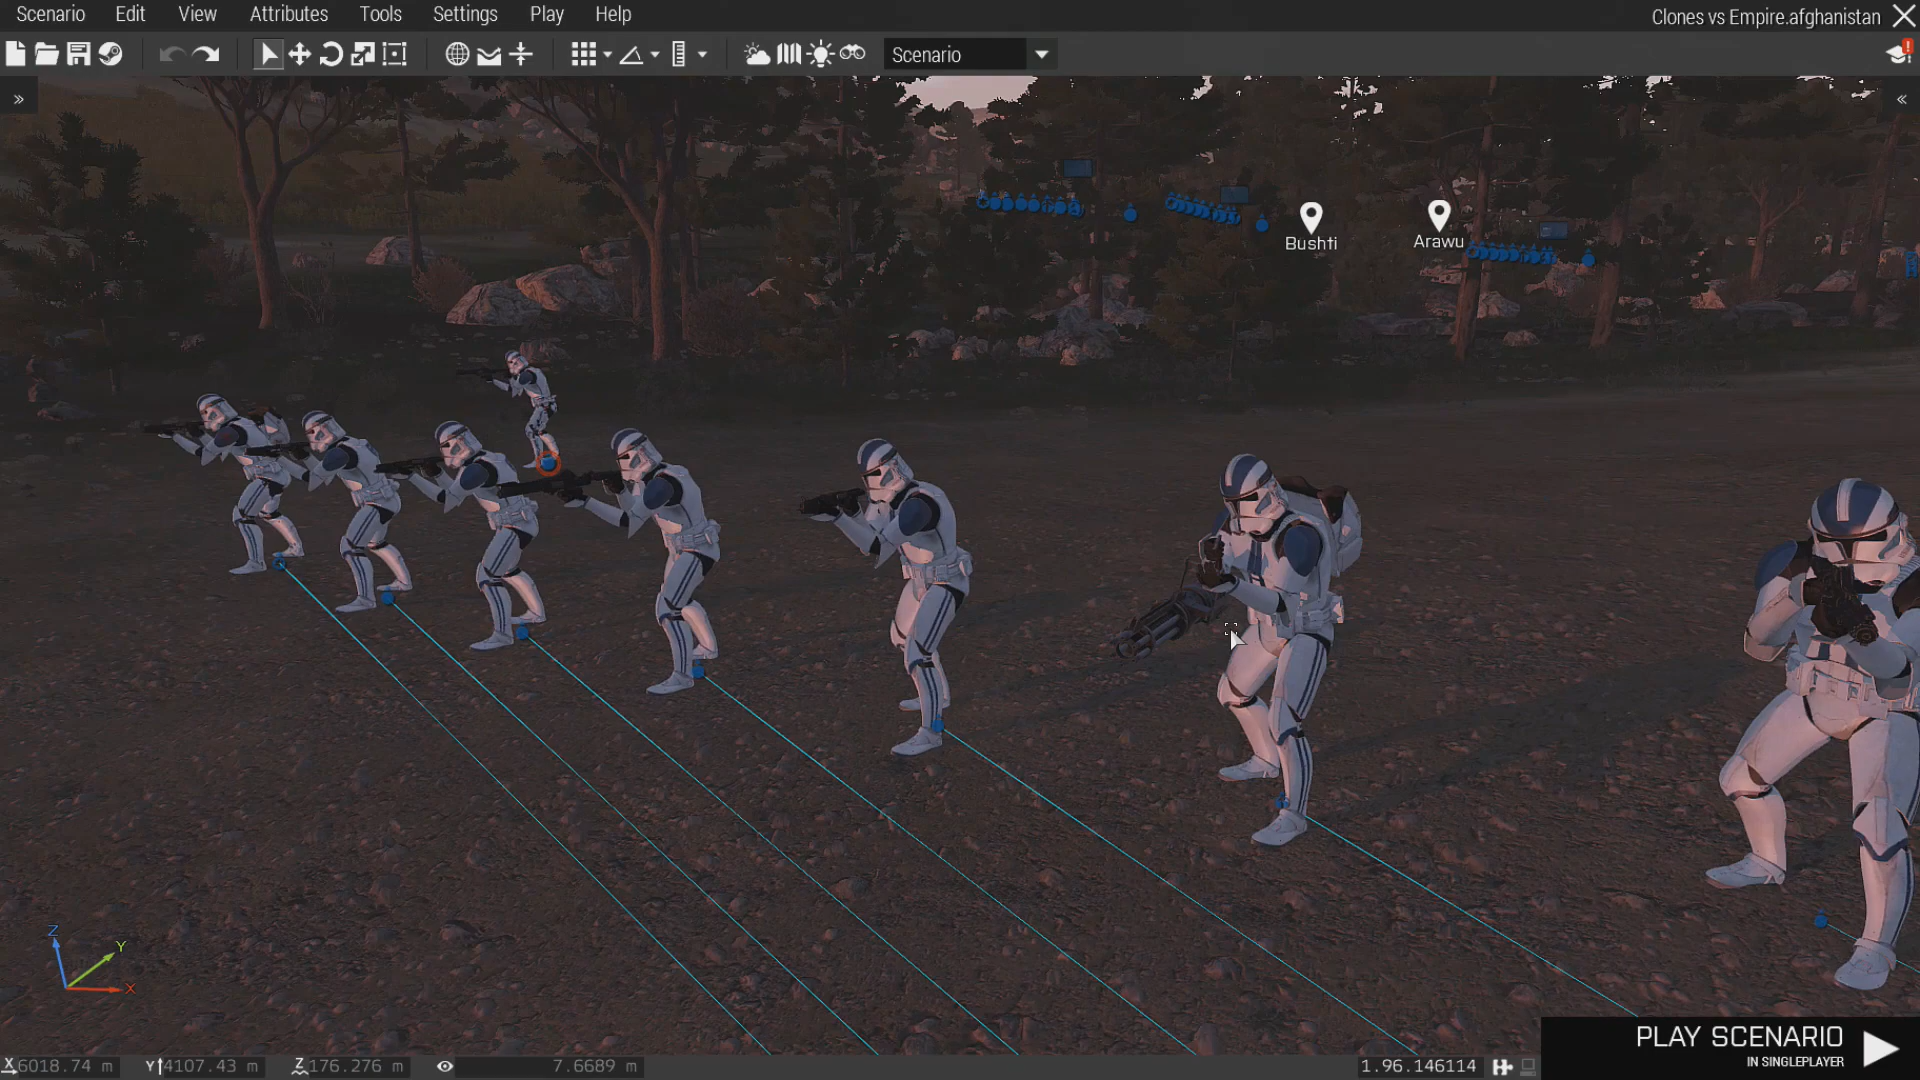 Scenario Edit View Attributes Tools Settings Play Help Clones vs Empire.afghanistan
Scenario
Bushti
Arawu
Z
Y
X
PLAY SCENARIO
IN SINGLEPLAYER
X 6018.74 m Y 4107.43 m Z 176.276 m 7.6689 m 1.96.146114